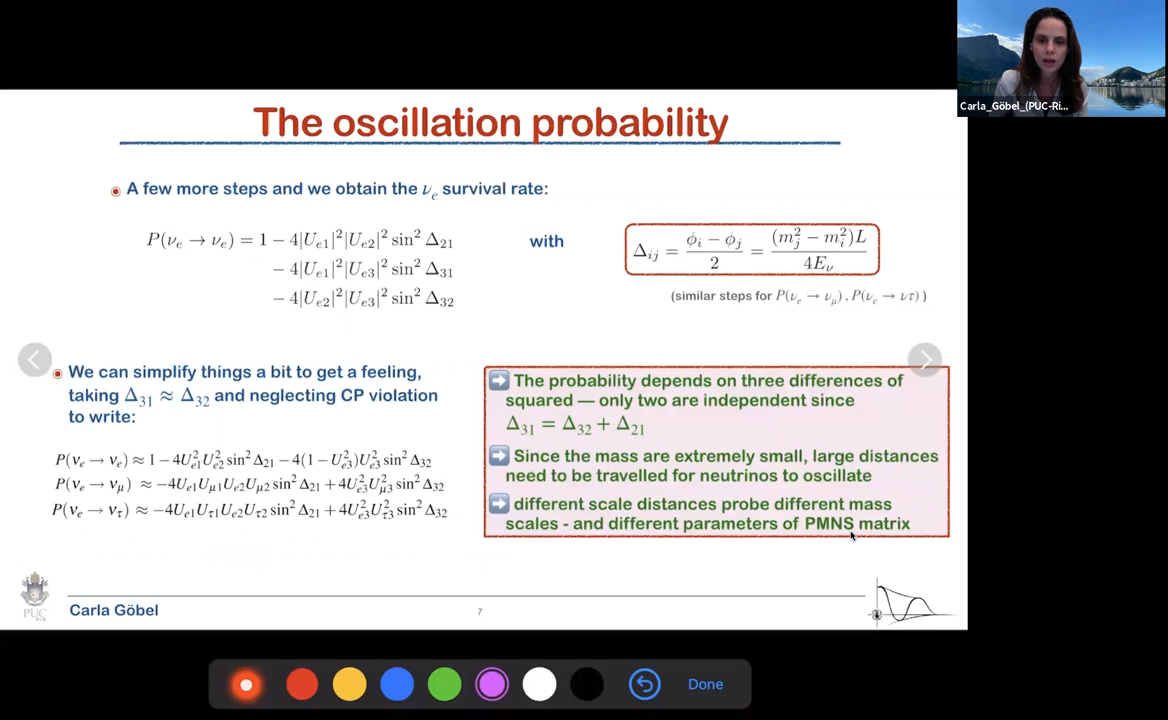 Carla_Göbel_(PUC-Ri...
The oscillation probability
A few more steps and we obtain the νe survival rate:
P(νe → νe) = 1 − 4|Ue1|²|Ue2|² sin² Δ21
− 4|Ue1|²|Ue3|² sin² Δ31
− 4|Ue2|²|Ue3|² sin² Δ32
with
Δij = (ϕi − ϕj)/2 = (m²j − m²i)L/4Eν
(similar steps for P(νe → νμ), P(νe → ντ))
We can simplify things a bit to get a feeling,
taking Δ31 ≈ Δ32 and neglecting CP violation
to write:
P(νe → νe) ≈ 1 − 4U²e1U²e2 sin² Δ21 − 4(1 − U²e3)U²e3 sin² Δ32
P(νe → νμ) ≈ −4Ue1Uμ1Ue2Uμ2 sin² Δ21 + 4U²e3U²μ3 sin² Δ32
P(νe → ντ) ≈ −4Ue1Uτ1Ue2Uτ2 sin² Δ21 + 4U²e3U²τ3 sin² Δ32
➡ The probability depends on three differences of
squared — only two are independent since
Δ31 = Δ32 + Δ21
➡ Since the mass are extremely small, large distances
need to be travelled for neutrinos to oscillate
➡ different scale distances probe different mass
scales - and different parameters of PMNS matrix
PUC
RIO
Carla Göbel
7
Done